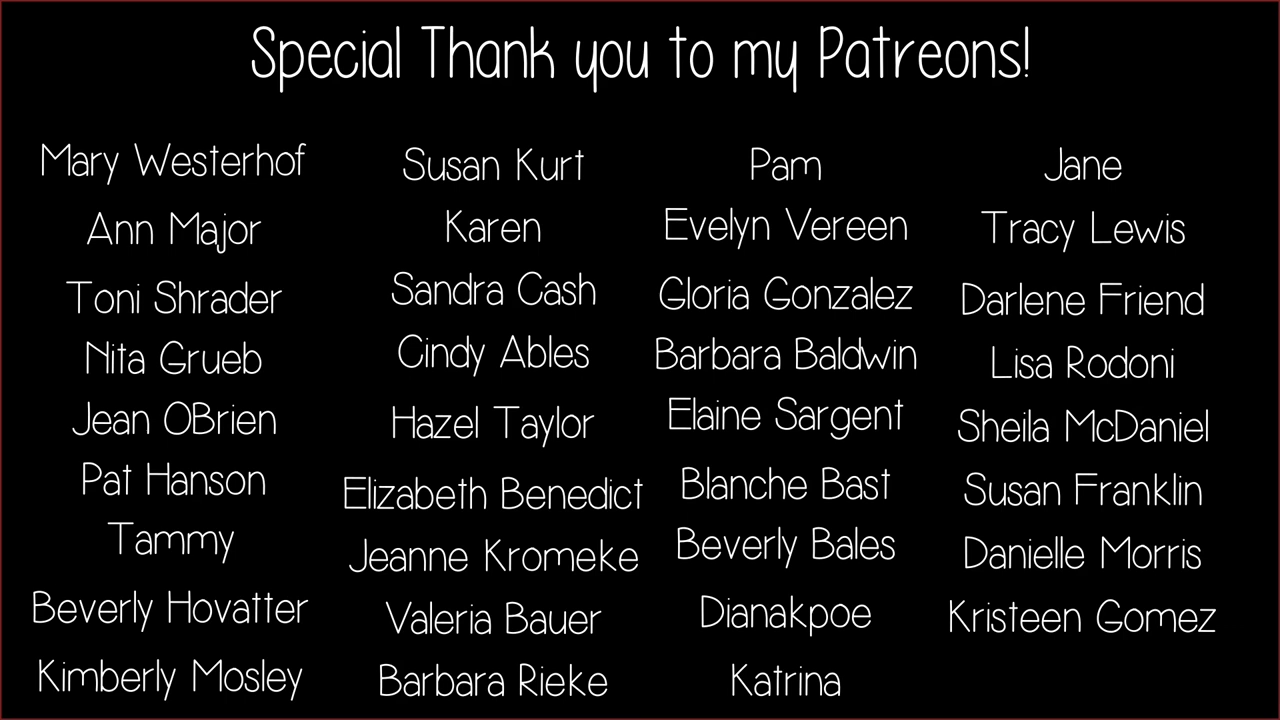 Special Thank you to my Patreons!
Mary Westerhof
Ann Major
Toni Shrader
Nita Grueb
Jean OBrien
Pat Hanson
Tammy
Beverly Hovatter
Kimberly Mosley
Susan Kurt
Karen
Sandra Cash
Cindy Ables
Hazel Taylor
Elizabeth Benedict
Jeanne Kromeke
Valeria Bauer
Barbara Rieke
Pam
Evelyn Vereen
Gloria Gonzalez
Barbara Baldwin
Elaine Sargent
Blanche Bast
Beverly Bales
Dianakpoe
Katrina
Jane
Tracy Lewis
Darlene Friend
Lisa Rodoni
Sheila McDaniel
Susan Franklin
Danielle Morris
Kristeen Gomez